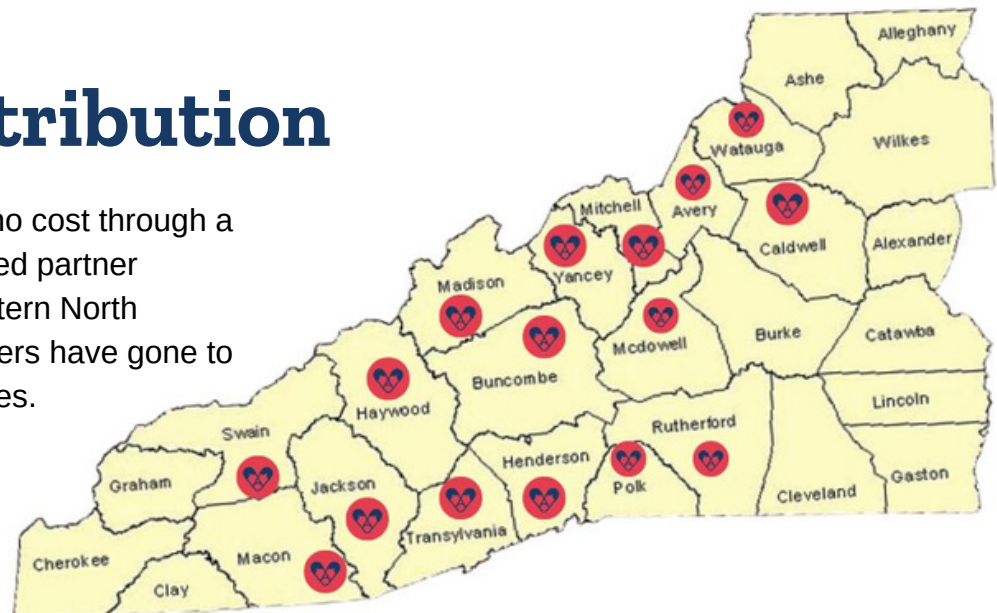 tribution
no cost through a
ed partner
tern North
ers have gone to
es.
Alleghany
Ashe
Wilkes
Watauga
Mitchell
Avery
Caldwell
Alexander
Yancey
Madison
Burke
Catawba
Mcdowell
Buncombe
Haywood
Lincoln
Rutherford
Swain
Henderson
Graham
Jackson
Polk
Gaston
Cleveland
Transylvania
Macon
Cherokee
Clay